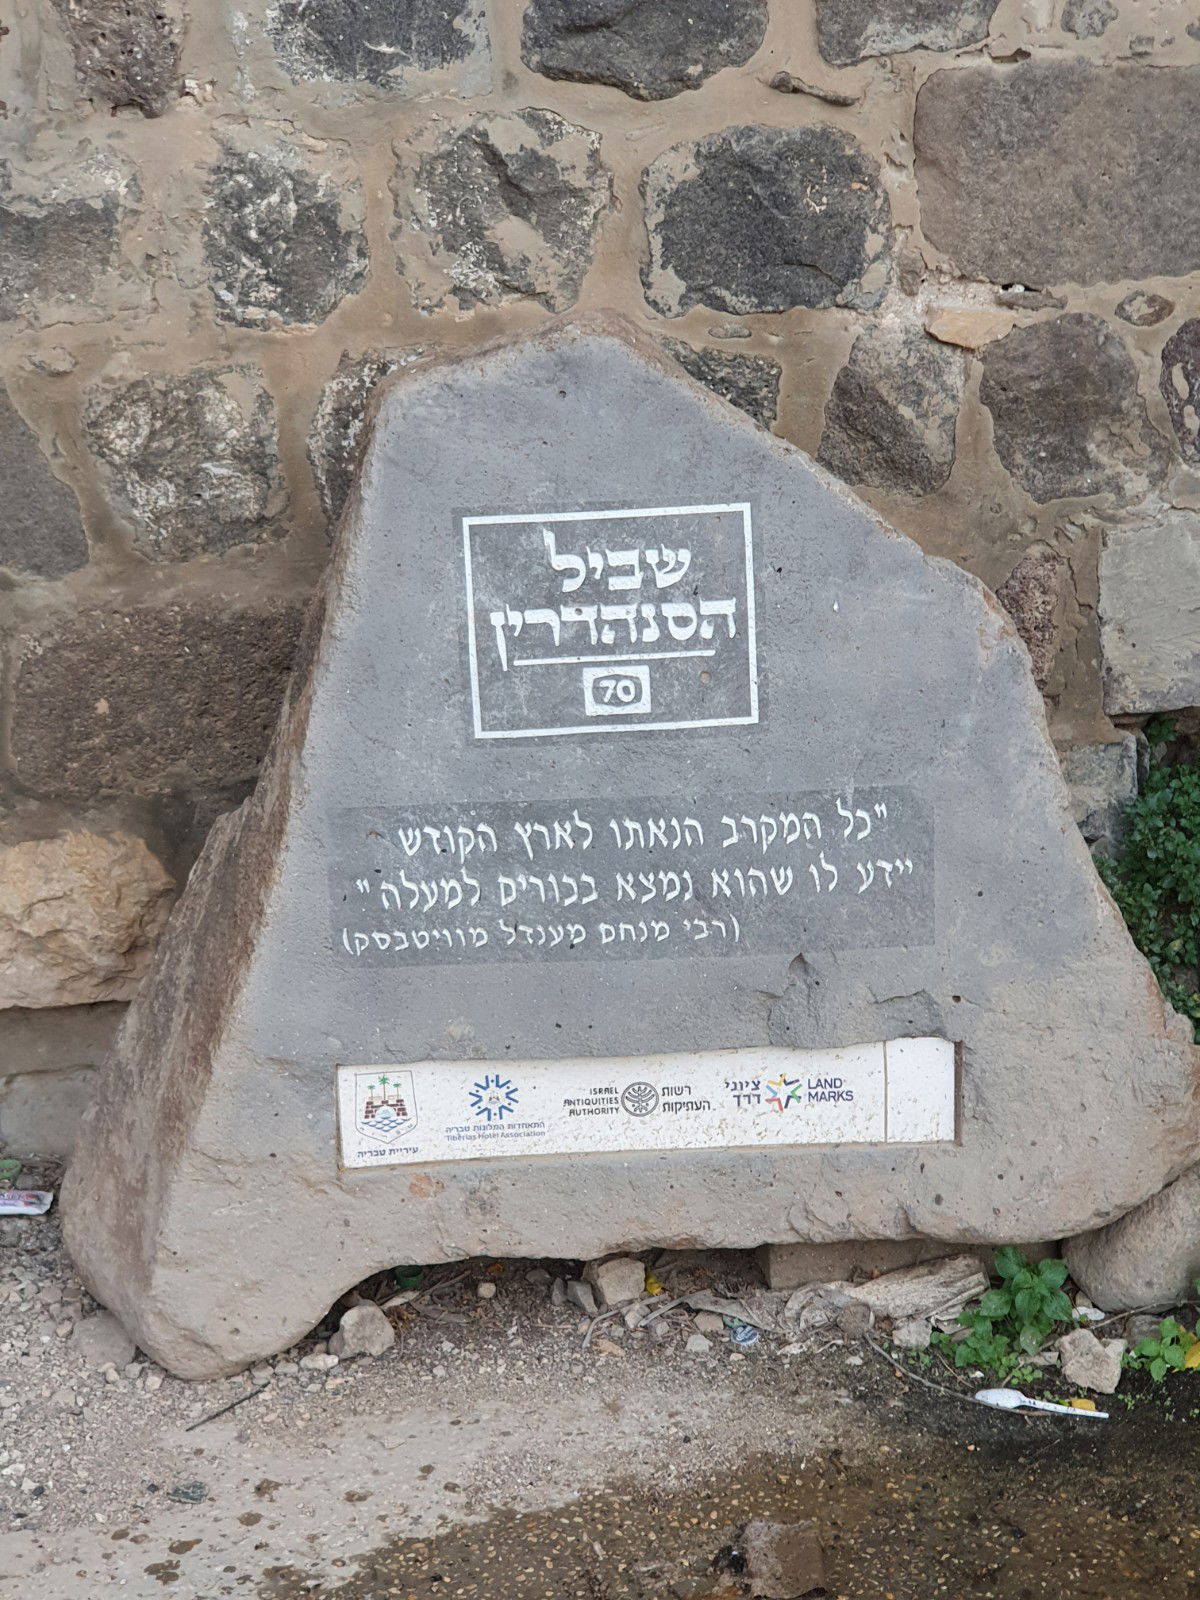 שביל
הסנהדרין
70
"כל המקרב הנאתו לארץ הקודש
יידע לו שהוא נמצא בכורים למעלה"
(רבי מנחם מענדל מוויטבסק)
עיריית טבריה
התאחדות המלונות טבריה
Tiberias Hotel Association
ISRAEL
ANTIQUITIES
AUTHORITY
רשות
העתיקות
ציוני
דרך
LAND
MARKS